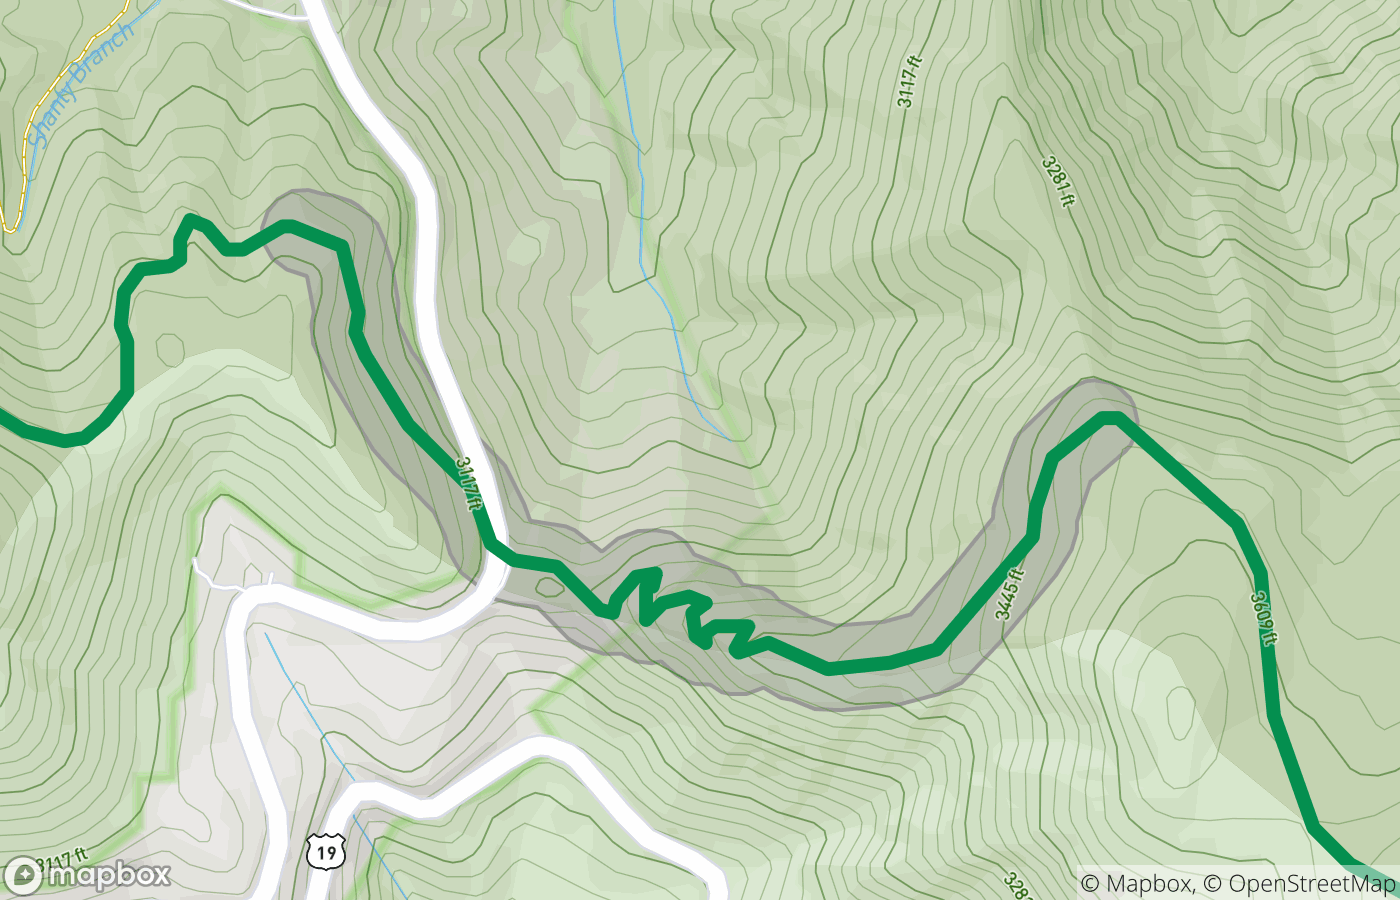 Shanty Branch
3117 ft
3281 ft
3117 ft
3445 ft
3609 ft
19
3117 ft
mapbox
© Mapbox, © OpenStreetMap